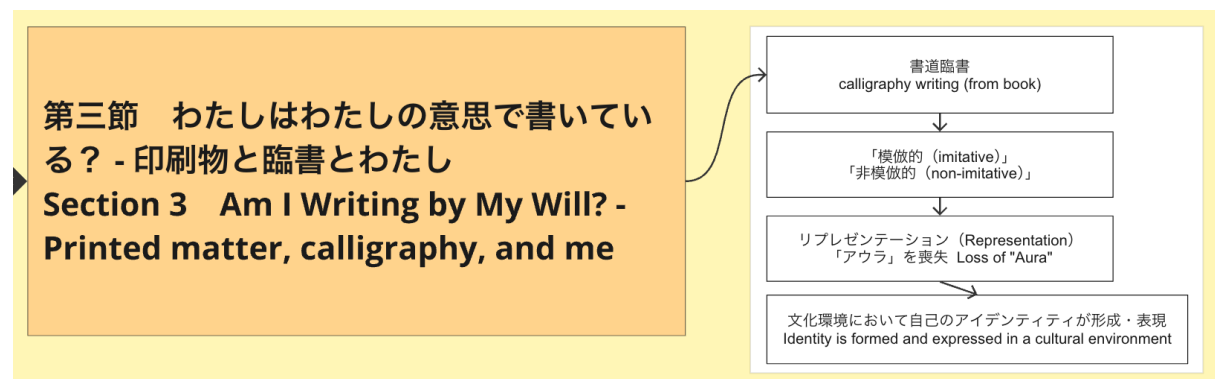 第三節　わたしはわたしの意思で書いてい
る？ - 印刷物と臨書とわたし
Section 3　Am I Writing by My Will? -
Printed matter, calligraphy, and me
書道臨書
calligraphy writing (from book)
「模倣的（imitative）」
「非模倣的（non-imitative）」
リプレゼンテーション（Representation）
「アウラ」を喪失 Loss of "Aura"
文化環境において自己のアイデンティティが形成・表現
Identity is formed and expressed in a cultural environment